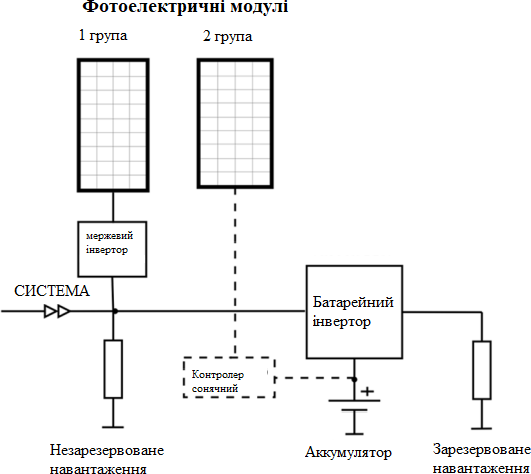 Фотоелектричні модулі
1 група
2 група
мержевий
інвертор
СИСТЕМА
Батарейний
інвертор
Контролер
сонячний
+
Незарезервоване
навантаження
Аккумулятор
Зарезервоване
навантаження